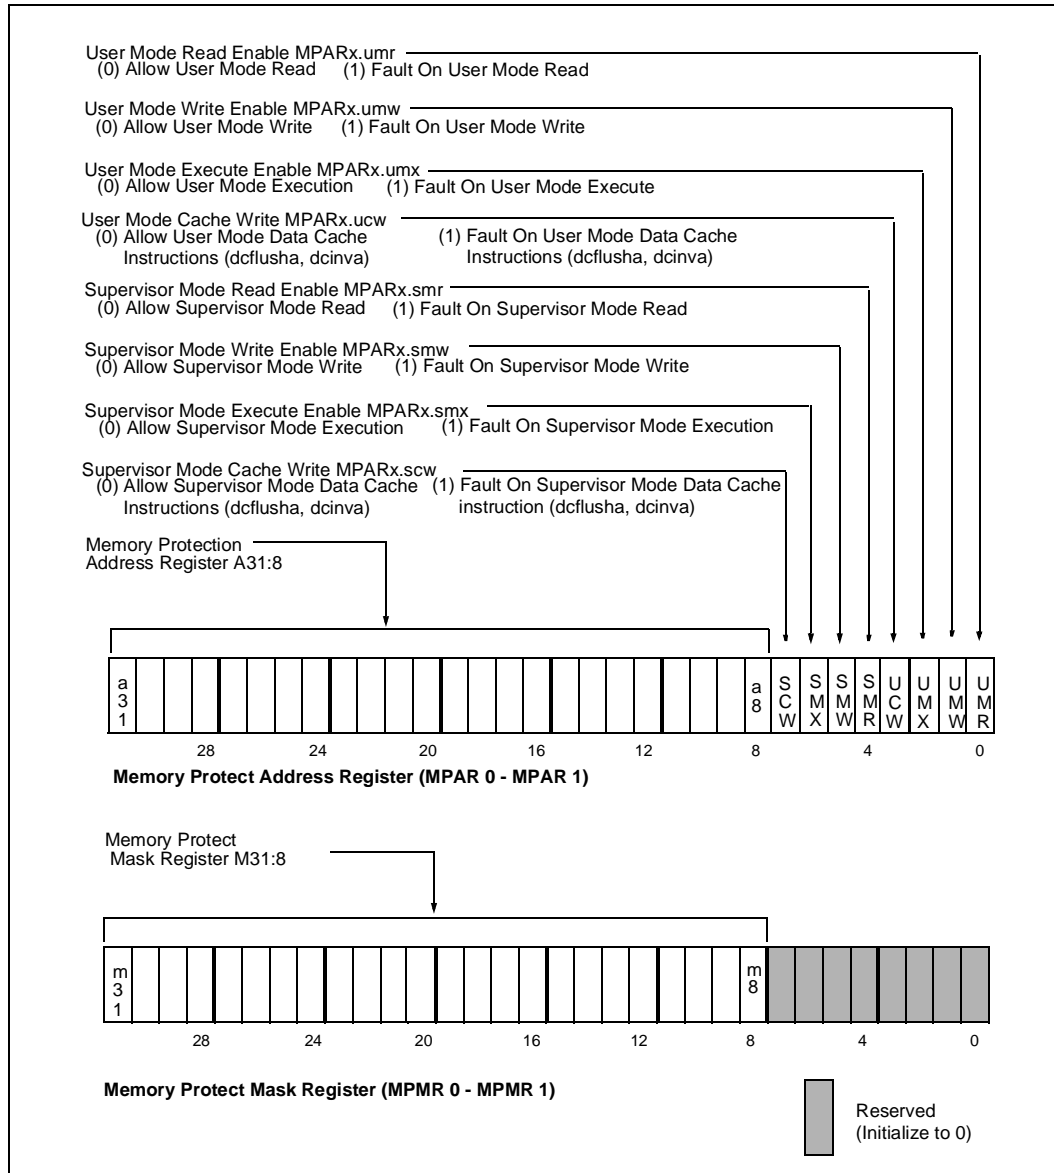 User Mode Read Enable MPARx.umr
(0) Allow User Mode Read (1) Fault On User Mode Read
User Mode Write Enable MPARx.umw
(0) Allow User Mode Write (1) Fault On User Mode Write
User Mode Execute Enable MPARx.umx
(0) Allow User Mode Execution (1) Fault On User Mode Execute
User Mode Cache Write MPARx.ucw
(0) Allow User Mode Data Cache (1) Fault On User Mode Data Cache
Instructions (dcflusha, dcinva) Instructions (dcflusha, dcinva)
Supervisor Mode Read Enable MPARx.smr
(0) Allow Supervisor Mode Read (1) Fault On Supervisor Mode Read
Supervisor Mode Write Enable MPARx.smw
(0) Allow Supervisor Mode Write (1) Fault On Supervisor Mode Write
Supervisor Mode Execute Enable MPARx.smx
(0) Allow Supervisor Mode Execution (1) Fault On Supervisor Mode Execution
Supervisor Mode Cache Write MPARx.scw
(0) Allow Supervisor Mode Data Cache (1) Fault On Supervisor Mode Data Cache
Instructions (dcflusha, dcinva) instruction (dcflusha, dcinva)
Memory Protection
Address Register A31:8
a31 a8 SCW SMX SMW SMR UCW UMX UMW UMR
28 24 20 16 12 8 4 0
Memory Protect Address Register (MPAR 0 - MPAR 1)
Memory Protect
Mask Register M31:8
m31 m8
28 24 20 16 12 8 4 0
Memory Protect Mask Register (MPMR 0 - MPMR 1)
Reserved
(Initialize to 0)